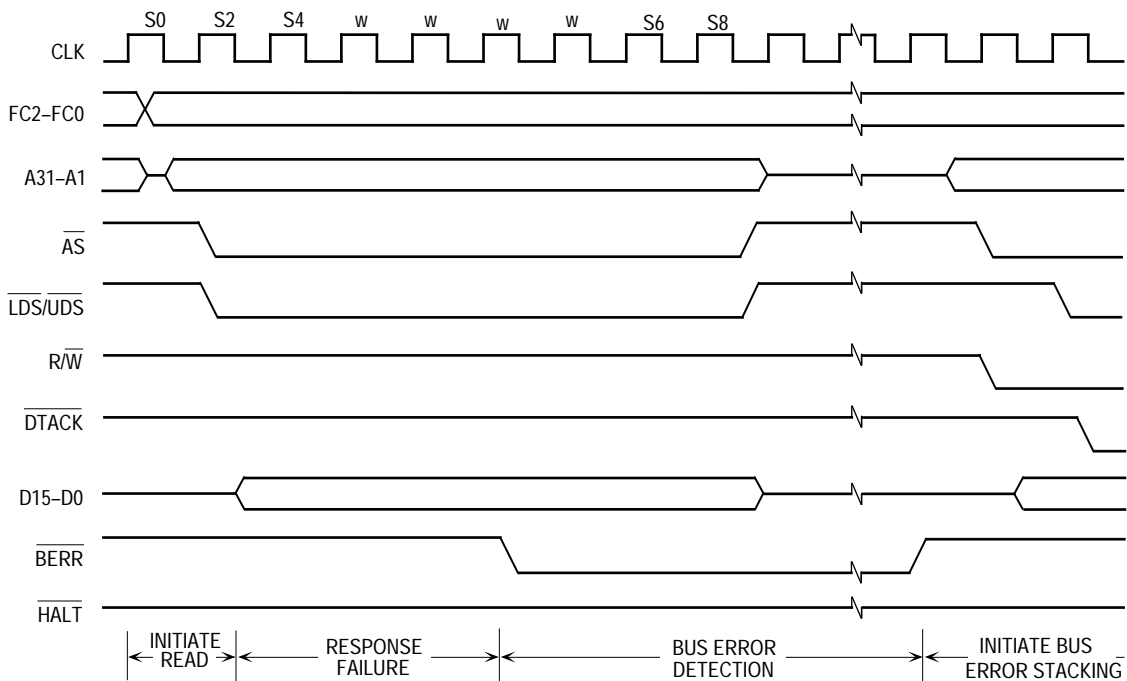 S0 S2 S4 w w w w S6 S8
CLK
FC2–FC0
A31–A1
AS
LDS/UDS
R/W
DTACK
D15–D0
BERR
HALT
INITIATE
READ
RESPONSE
FAILURE
BUS ERROR
DETECTION
INITIATE BUS
ERROR STACKING